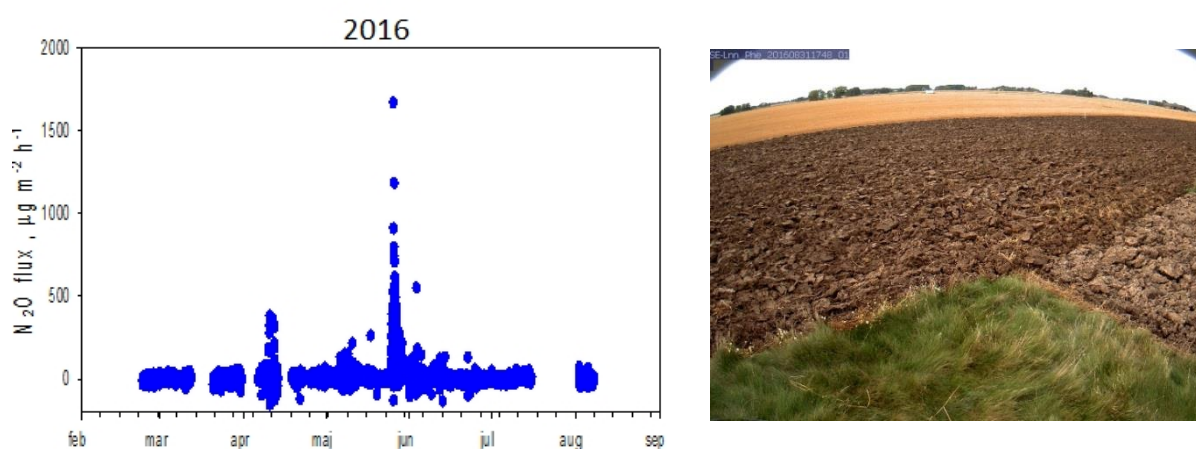 2016
2000
1500
1000
500
0
N₂O flux , µg m⁻² h⁻¹
feb mar apr maj jun jul aug sep
SE-Lnn_Phe_201608311748_01